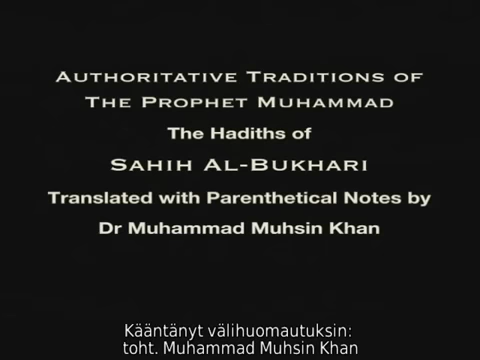 AUTHORITATIVE TRADITIONS OF
THE PROPHET MUHAMMAD
The Hadiths of
SAHIH AL-BUKHARI
Translated with Parenthetical Notes by
Dr Muhammad Muhsin Khan
Kääntänyt välihuomautuksin:
toht. Muhammad Muhsin Khan